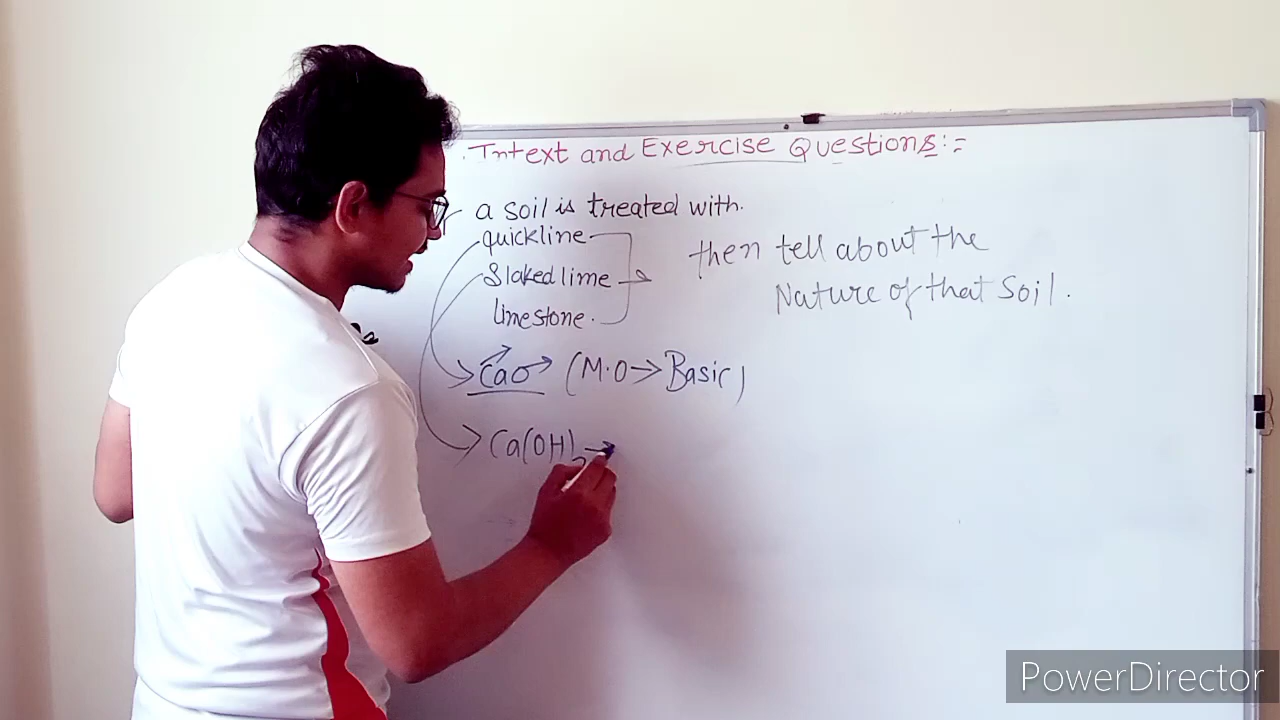 Intext and Exercise Questions:-
a soil is treated with.
quickline
Slaked lime
limestone.
then tell about the
Nature of that Soil.
CaO → (M.O → Basic)
Ca(OH)2 →
PowerDirector